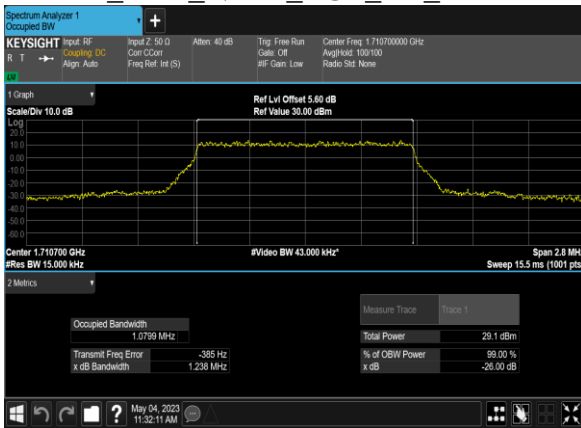 Spectrum Analyzer 1
Occupied BW
KEYSIGHT Input: RF Input Z: 50 Ω Atten: 40 dB Trig: Free Run Center Freq: 1.710700000 GHz
R T Coupling: DC Corr CCorr Gate: Off Avg|Hold: 100/100
Align: Auto Freq Ref: Int (S) #IF Gain: Low Radio Std: None
1 Graph
Ref Lvl Offset 5.60 dB
Scale/Div 10.0 dB Ref Value 30.00 dBm
Log
20.0
10.0
0.00
-10.0
-20.0
-30.0
-40.0
-50.0
-60.0
Center 1.710700 GHz #Video BW 43.000 kHz* Span 2.8 MH
#Res BW 15.000 kHz Sweep 15.5 ms (1001 pts
2 Metrics
Measure Trace Trace 1
Occupied Bandwidth
1.0799 MHz Total Power 29.1 dBm
Transmit Freq Error -385 Hz % of OBW Power 99.00 %
x dB Bandwidth 1.238 MHz x dB -26.00 dB
? May 04, 2023
11:32:11 AM